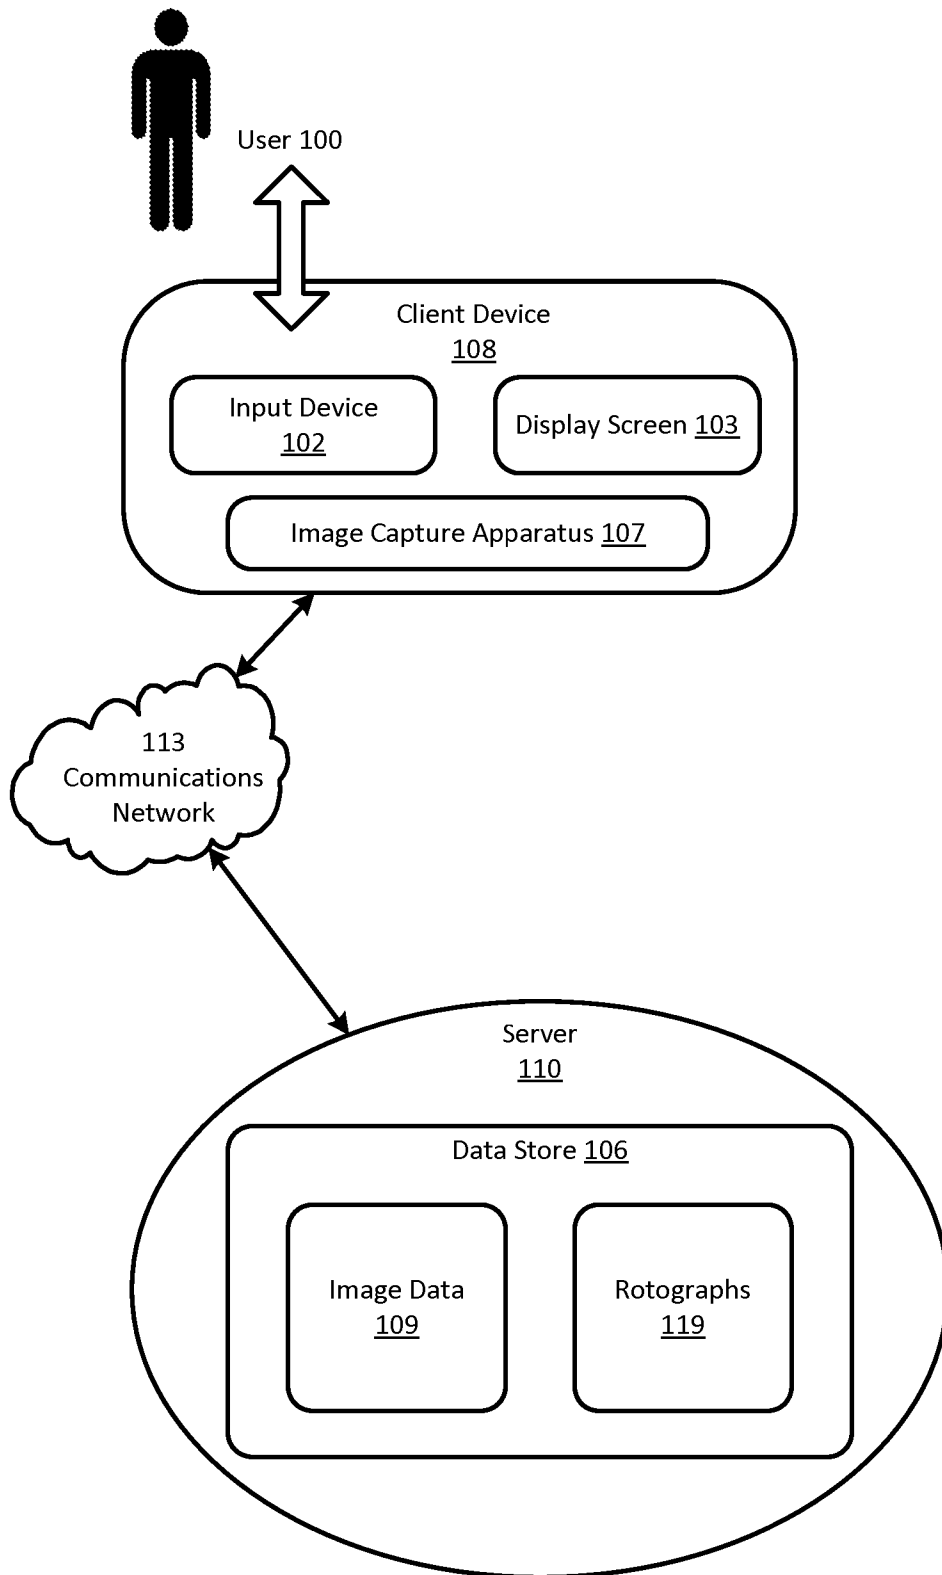 User 100
Client Device
108
Input Device
102
Display Screen 103
Image Capture Apparatus 107
113
Communications
Network
Server
110
Data Store 106
Image Data
109
Rotographs
119